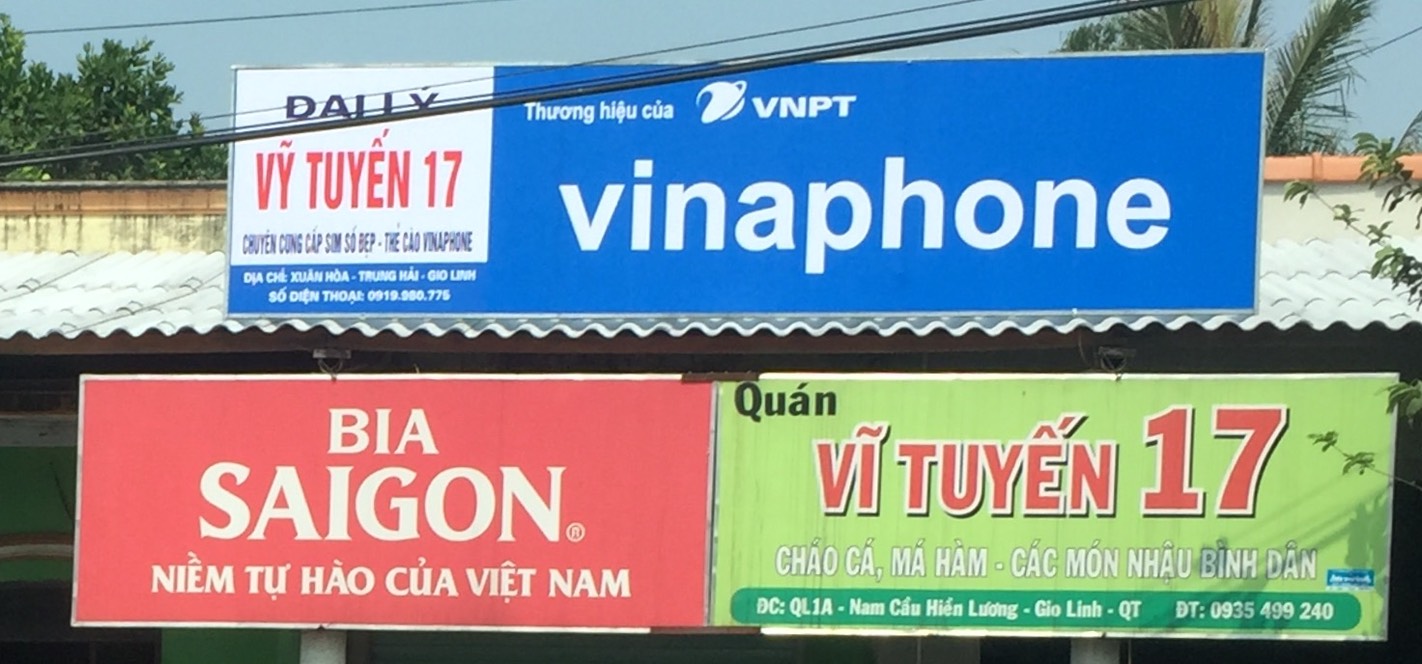 ĐẠI LÝ
VỸ TUYẾN 17
CHUYÊN CUNG CẤP SIM SỐ ĐẸP - THẺ CÀO VINAPHONE
ĐỊA CHỈ: XUÂN HÒA - TRUNG HẢI - GIO LINH
SỐ ĐIỆN THOẠI: 0919.980.775
Thương hiệu của VNPT
vinaphone
BIA
SAIGON®
NIỀM TỰ HÀO CỦA VIỆT NAM
Quán
VĨ TUYẾN 17
CHÁO CÁ, MÁ HÀM - CÁC MÓN NHẬU BÌNH DÂN
ĐC: QL1A - Nam Cầu Hiền Lương - Gio Linh - QT ĐT: 0935 499 240